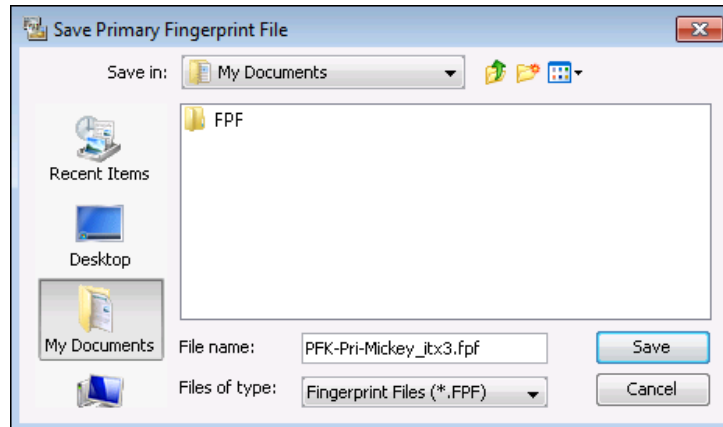 Save Primary Fingerprint File
Save in: My Documents
FPF
Recent Items
Desktop
My Documents
File name: PFK-Pri-Mickey_itx3.fpf Save
Files of type: Fingerprint Files (*.FPF) Cancel